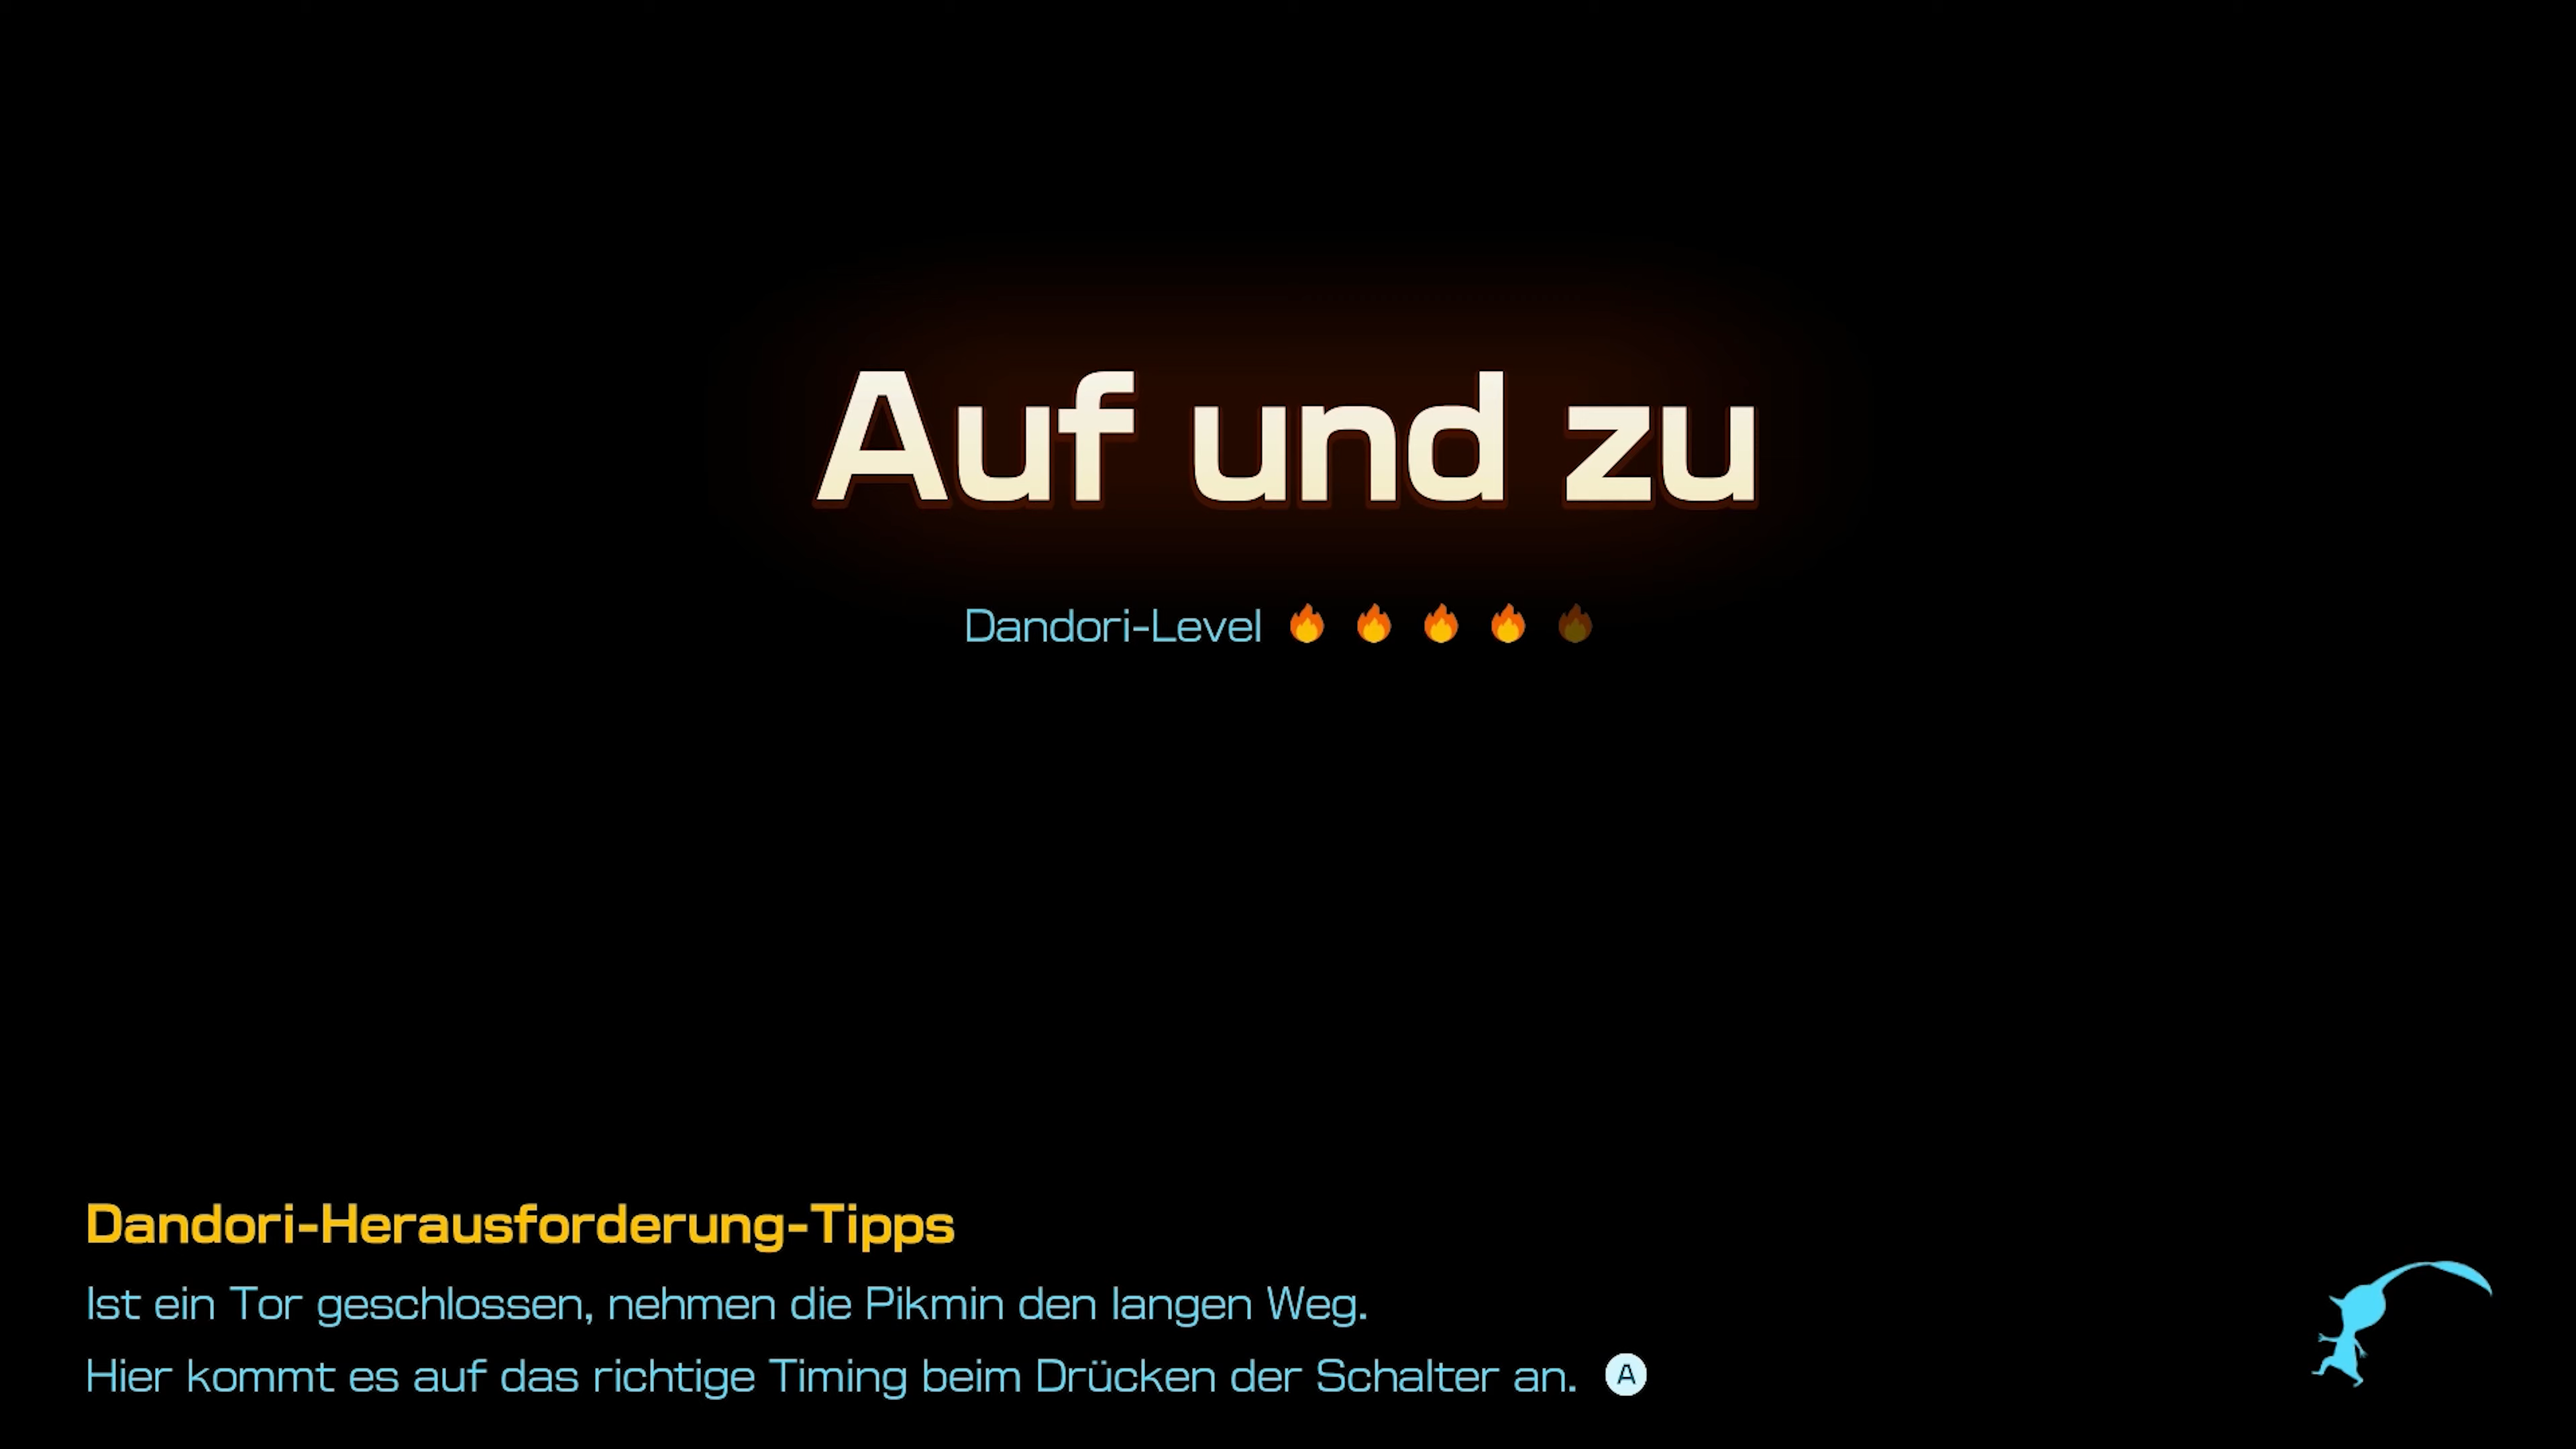 Auf und zu
Dandori-Level
Dandori-Herausforderung-Tipps
Ist ein Tor geschlossen, nehmen die Pikmin den langen Weg.
Hier kommt es auf das richtige Timing beim Drücken der Schalter an. A